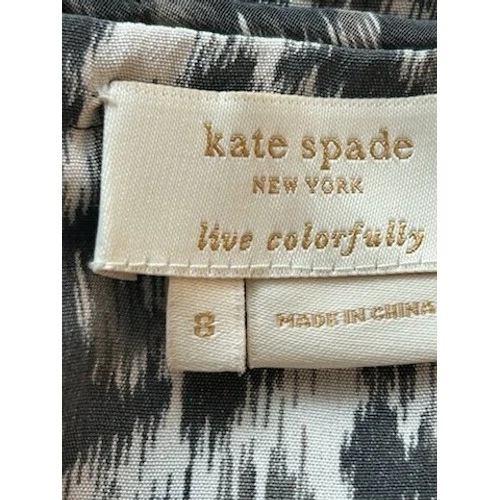 kate spade
NEW YORK
live colorfully
8
MADE IN CHINA